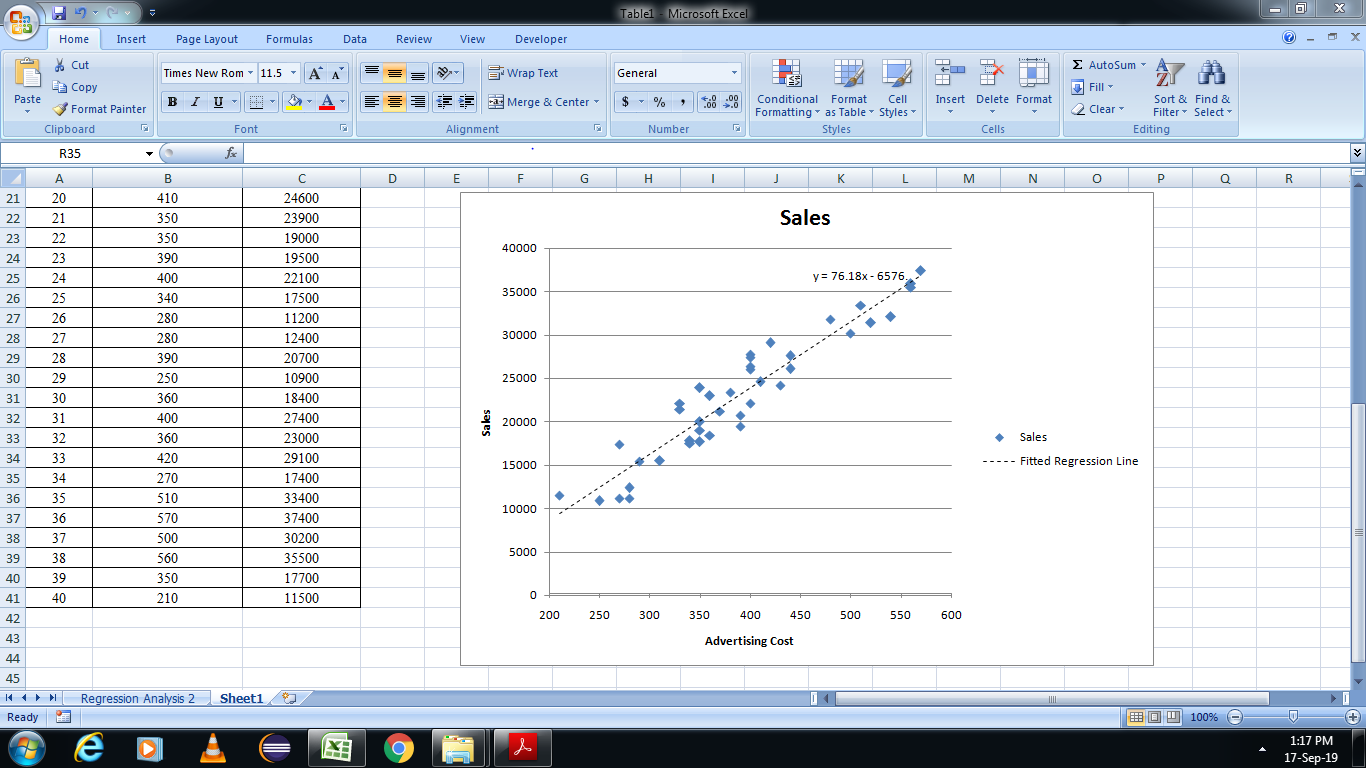 Table1 - Microsoft Excel
Home Insert Page Layout Formulas Data Review View Developer
Paste
Cut
Copy
Format Painter
Clipboard
Times New Rom 11.5
B I U
Font
Wrap Text
Merge & Center
Alignment
General
$ % ,
Number
Conditional Formatting
Format as Table
Cell Styles
Styles
Insert Delete Format
Cells
AutoSum
Fill
Clear
Sort & Filter
Find & Select
Editing
R35 fx
A B C D E F G H I J K L M N O P Q R
21 20 410 24600
22 21 350 23900
23 22 350 19000
24 23 390 19500
25 24 400 22100
26 25 340 17500
27 26 280 11200
28 27 280 12400
29 28 390 20700
30 29 250 10900
31 30 360 18400
32 31 400 27400
33 32 360 23000
34 33 420 29100
35 34 270 17400
36 35 510 33400
37 36 570 37400
38 37 500 30200
39 38 560 35500
40 39 350 17700
41 40 210 11500
42
43
44
45
Sales
y = 76.18x - 6576.
40000
35000
30000
25000
20000
15000
10000
5000
0
Sales
200 250 300 350 400 450 500 550 600
Advertising Cost
Sales
Fitted Regression Line
Regression Analysis 2 Sheet1
Ready 100%
1:17 PM
17-Sep-19